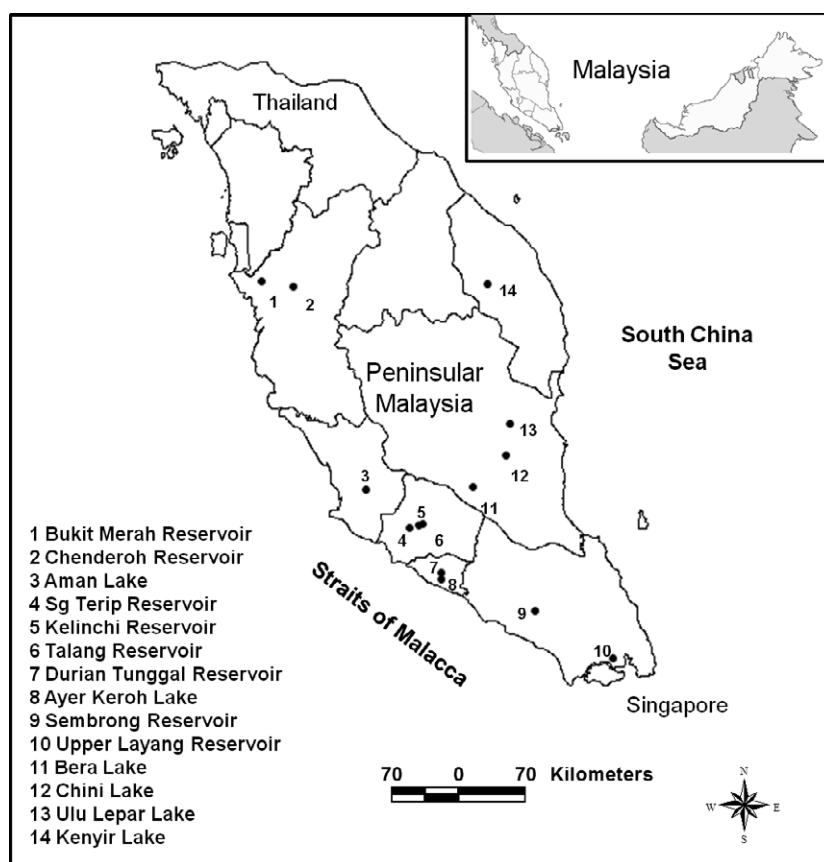 Malaysia
Thailand
1
2
14
South China
Sea
Peninsular
Malaysia
13
12
3
11
5
4
6
7
8
9
10
Straits of Malacca
Singapore
1 Bukit Merah Reservoir
2 Chenderoh Reservoir
3 Aman Lake
4 Sg Terip Reservoir
5 Kelinchi Reservoir
6 Talang Reservoir
7 Durian Tunggal Reservoir
8 Ayer Keroh Lake
9 Sembrong Reservoir
10 Upper Layang Reservoir
11 Bera Lake
12 Chini Lake
13 Ulu Lepar Lake
14 Kenyir Lake
70 0 70 Kilometers
N
W E
S